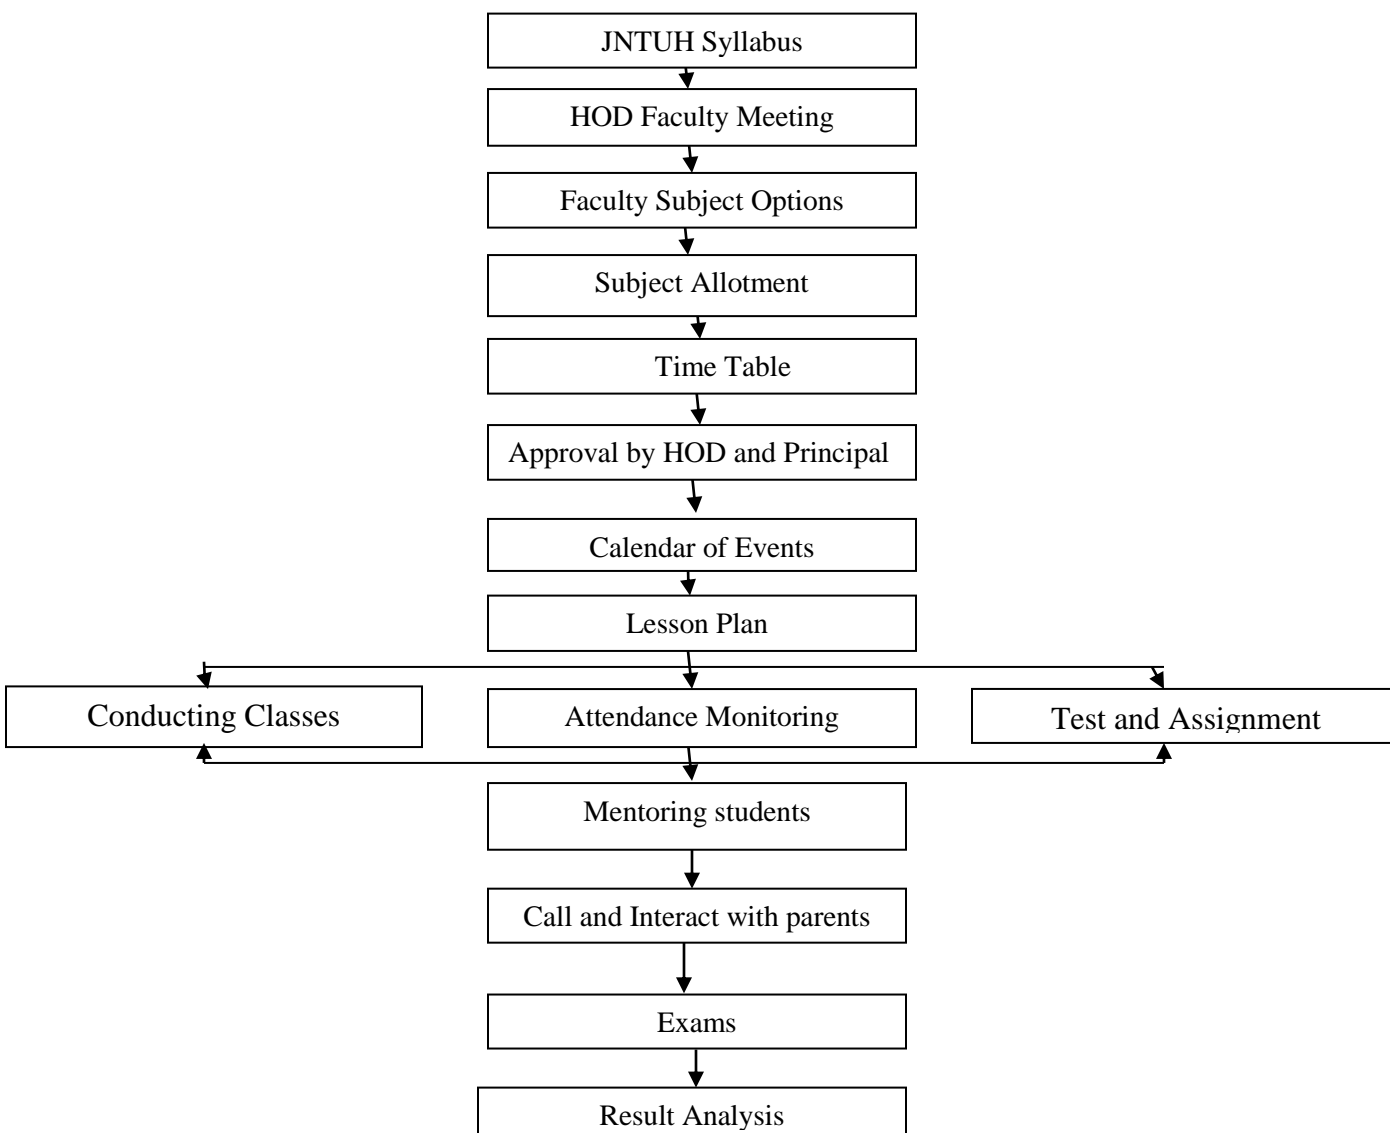 JNTUH Syllabus
HOD Faculty Meeting
Faculty Subject Options
Subject Allotment
Time Table
Approval by HOD and Principal
Calendar of Events
Lesson Plan
Conducting Classes
Attendance Monitoring
Test and Assignment
Mentoring students
Call and Interact with parents
Exams
Result Analysis